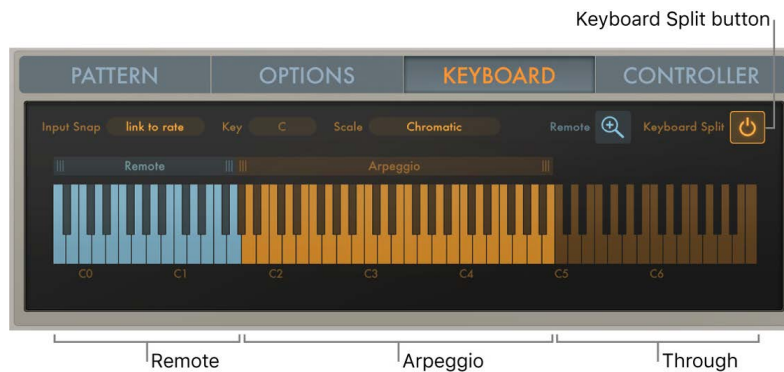 Keyboard Split button
PATTERN OPTIONS KEYBOARD CONTROLLER
Input Snap link to rate Key C Scale Chromatic Remote Keyboard Split
Remote Arpeggio
C0 C1 C2 C3 C4 C5 C6
Remote Arpeggio Through